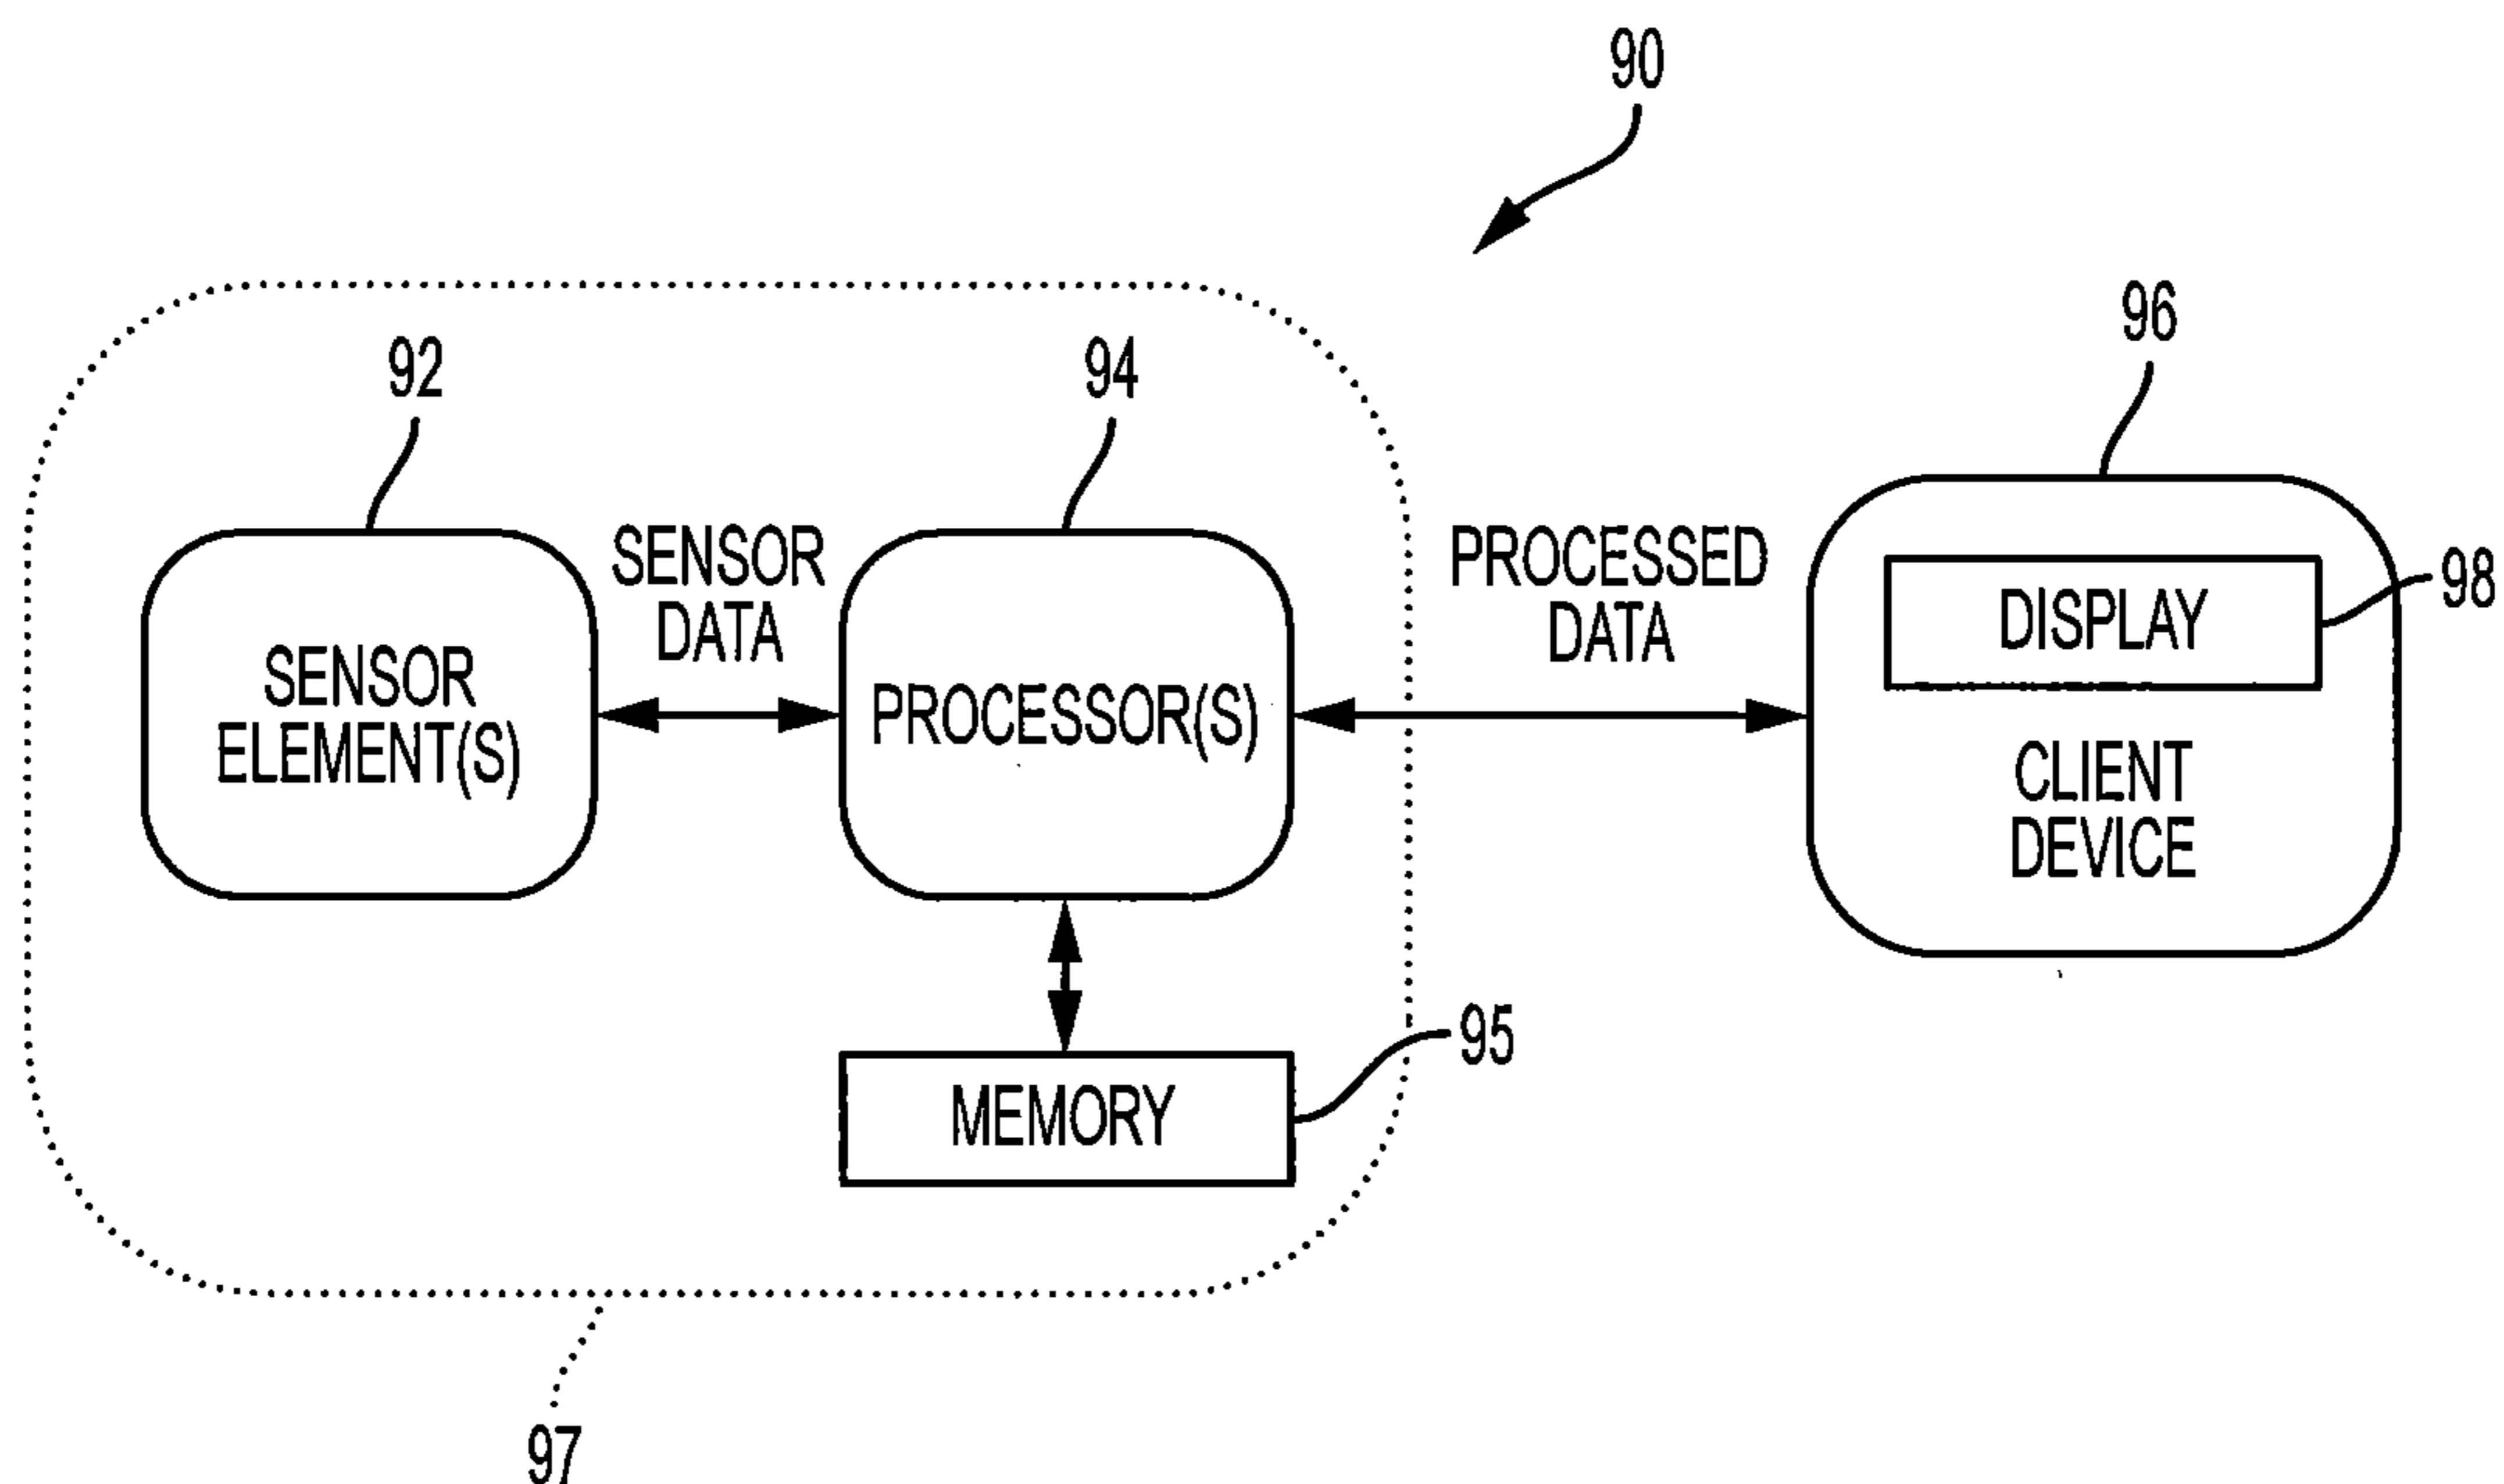 90
96
92
94
SENSOR
DATA
PROCESSED
DATA
98
DISPLAY
SENSOR
ELEMENT(S)
PROCESSOR(S)
CLIENT
DEVICE
95
MEMORY
97